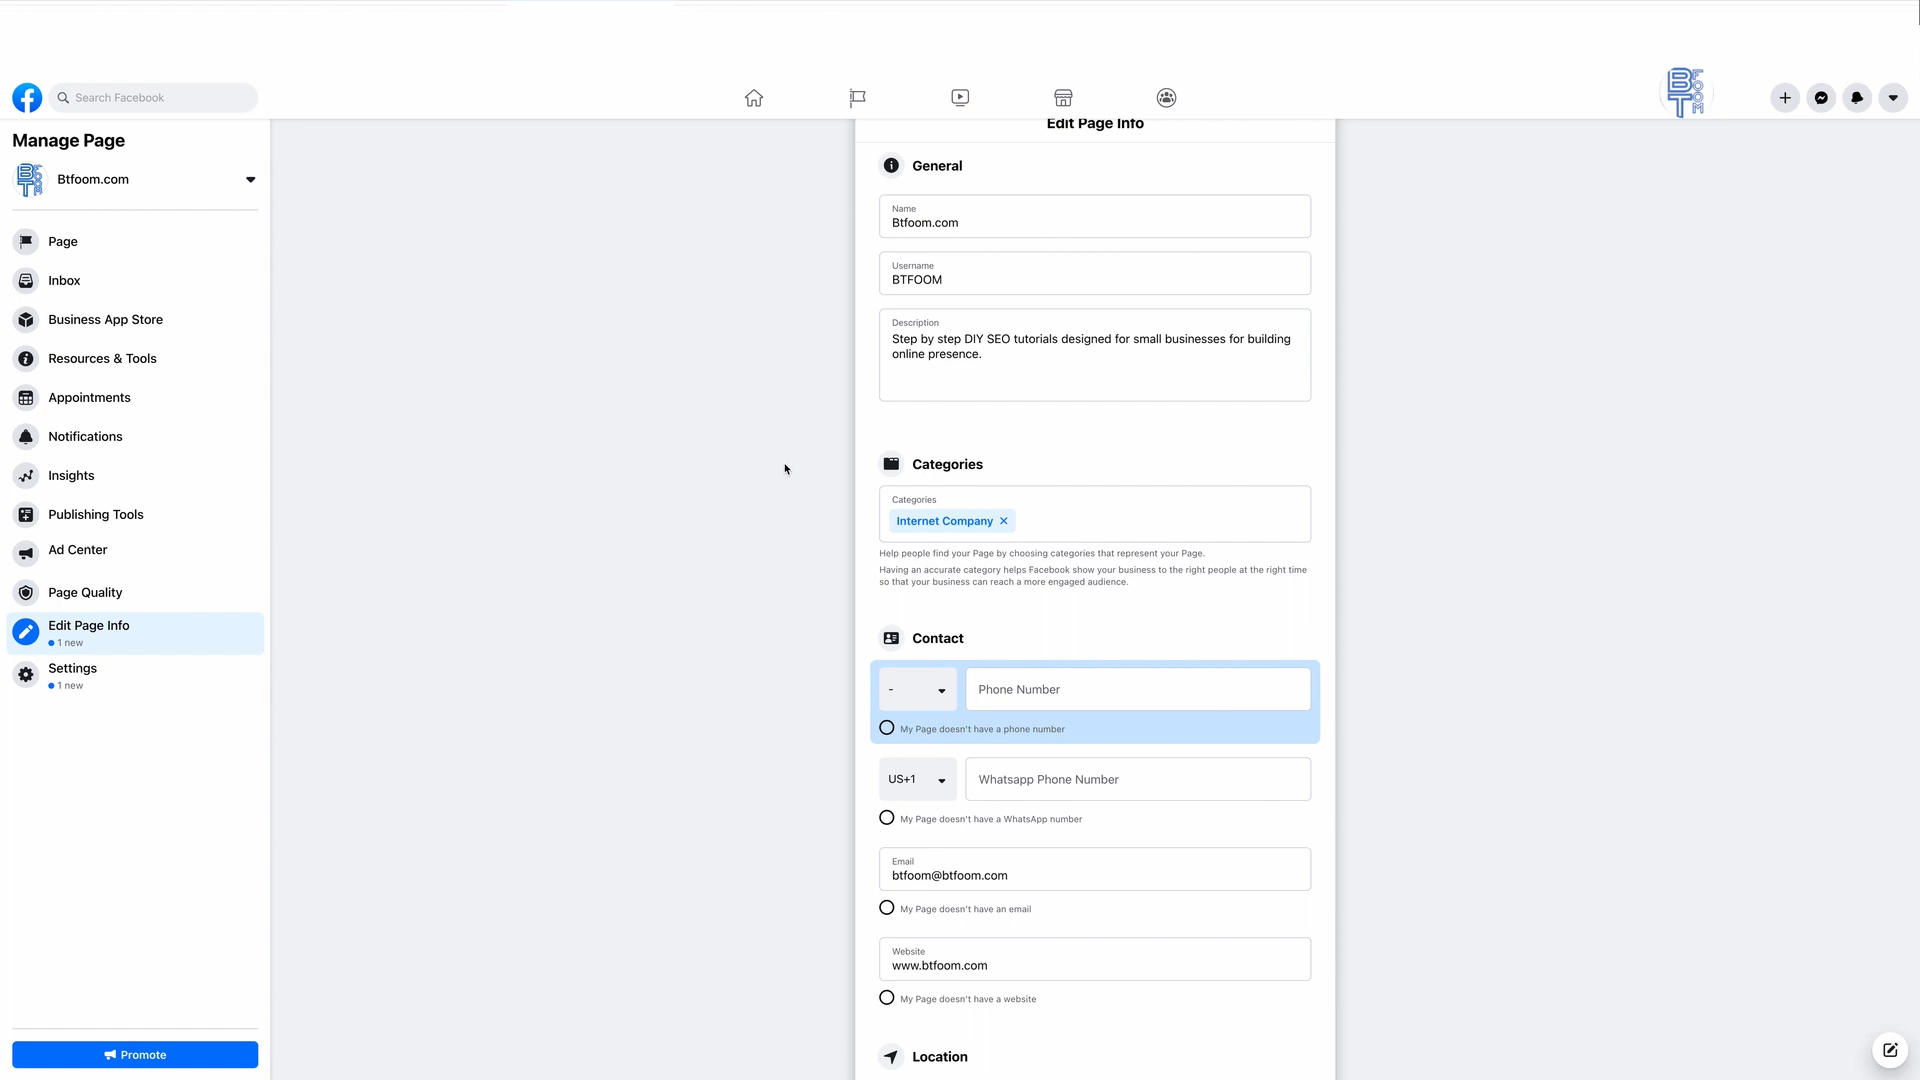 Search Facebook
BTFOOM
Manage Page
BTFOOM
Btfoom.com
Page
Inbox
Business App Store
Resources & Tools
Appointments
Notifications
Insights
Publishing Tools
Ad Center
Page Quality
Edit Page Info
1 new
Settings
1 new
Promote
Edit Page Info
General
Name
Btfoom.com
Username
BTFOOM
Description
Step by step DIY SEO tutorials designed for small businesses for building
online presence.
Categories
Categories
Internet Company
Help people find your Page by choosing categories that represent your Page.
Having an accurate category helps Facebook show your business to the right people at the right time
so that your business can reach a more engaged audience.
Contact
- Phone Number
My Page doesn't have a phone number
US+1 Whatsapp Phone Number
My Page doesn't have a WhatsApp number
Email
btfoom@btfoom.com
My Page doesn't have an email
Website
www.btfoom.com
My Page doesn't have a website
Location